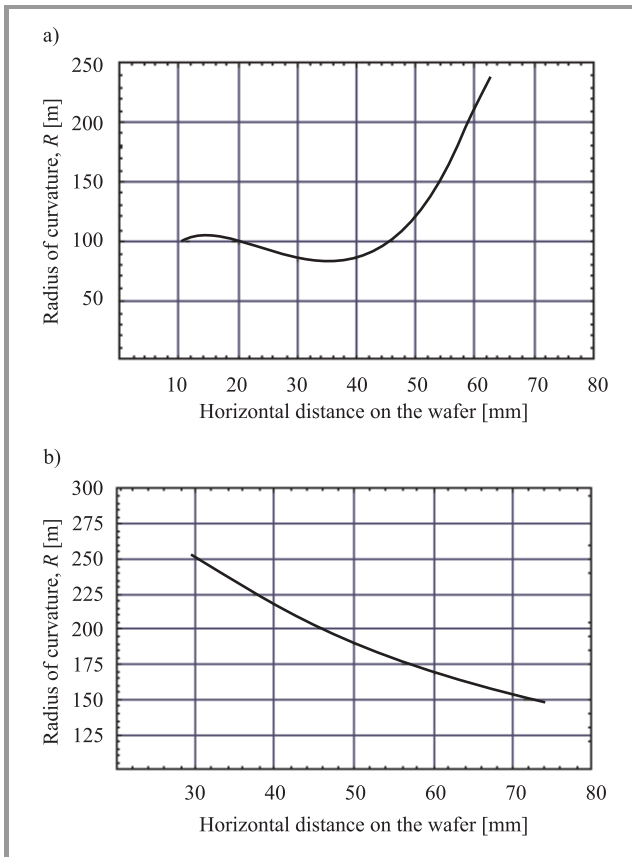 a)
250
200
150
100
50
Radius of curvature, R [m]
10 20 30 40 50 60 70 80
Horizontal distance on the wafer [mm]
b)
300
275
250
225
200
175
150
125
Radius of curvature, R [m]
30 40 50 60 70 80
Horizontal distance on the wafer [mm]